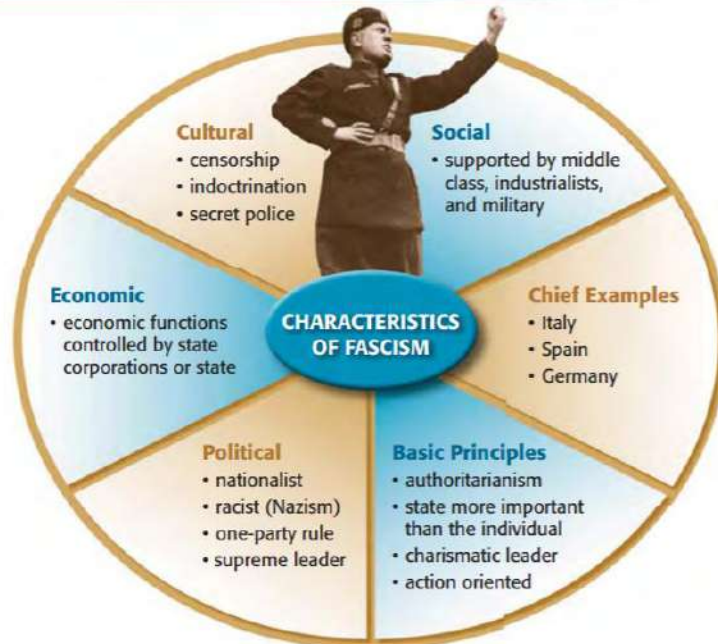 Cultural
• censorship
• indoctrination
• secret police
Social
• supported by middle
class, industrialists,
and military
Economic
• economic functions
controlled by state
corporations or state
CHARACTERISTICS
OF FASCISM
Chief Examples
• Italy
• Spain
• Germany
Political
• nationalist
• racist (Nazism)
• one-party rule
• supreme leader
Basic Principles
• authoritarianism
• state more important
than the individual
• charismatic leader
• action oriented